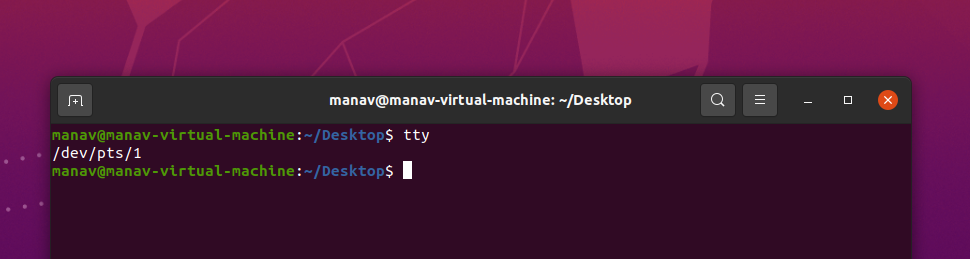 manav@manav-virtual-machine: ~/Desktop
manav@manav-virtual-machine:~/Desktop$ tty
/dev/pts/1
manav@manav-virtual-machine:~/Desktop$